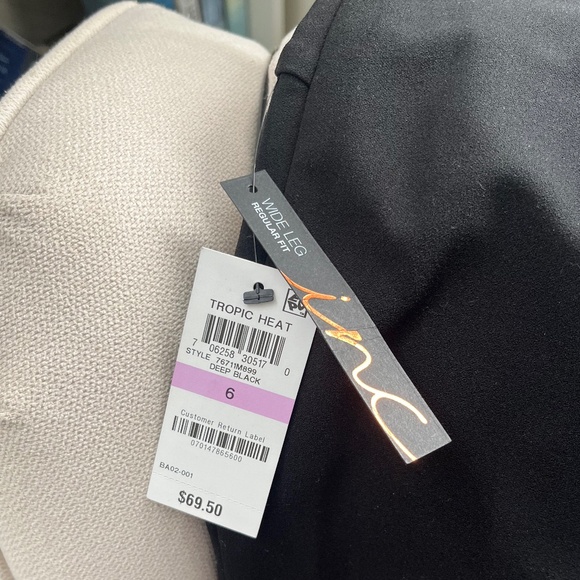 WIDE LEG
REGULAR FIT
inc
TROPIC HEAT
7 06258 30517 0
STYLE 76711M899
DEEP BLACK
6
Customer Return Label
070147865600
BA02-001
$69.50